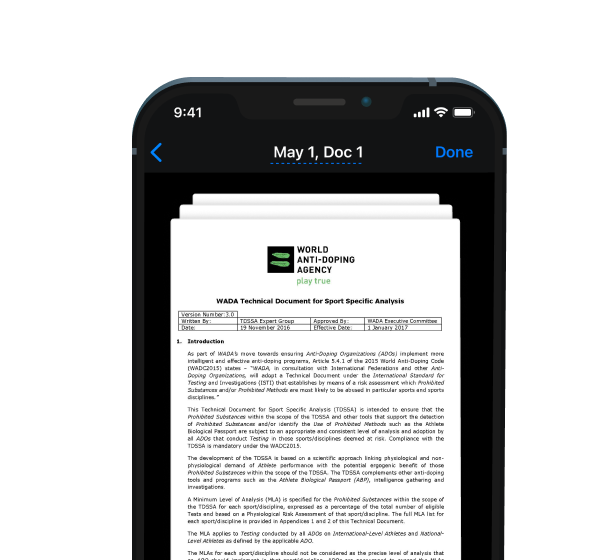 9:41
May 1, Doc 1
Done
WORLD
ANTI-DOPING
AGENCY
play true
WADA Technical Document for Sport Specific Analysis
Version Number: 3.0
Written By: TDSSA Expert Group Approved By: WADA Executive Committee
Date: 19 November 2016 Effective Date: 1 January 2017
1. Introduction
As part of WADA's move towards ensuring Anti-Doping Organizations (ADOs) implement more
intelligent and effective anti-doping programs, Article 5.4.1 of the 2015 World Anti-Doping Code
(WADC2015) states – "WADA, in consultation with International Federations and other Anti-
Doping Organizations, will adopt a Technical Document under the International Standard for
Testing and Investigations (ISTI) that establishes by means of a risk assessment which Prohibited
Substances and/or Prohibited Methods are most likely to be abused in particular sports and sports
disciplines."
This Technical Document for Sport Specific Analysis (TDSSA) is intended to ensure that the
Prohibited Substances within the scope of the TDSSA and other tools that support the detection
of Prohibited Substances and/or identify the Use of Prohibited Methods such as the Athlete
Biological Passport are subject to an appropriate and consistent level of analysis and adoption by
all ADOs that conduct Testing in those sports/disciplines deemed at risk. Compliance with the
TDSSA is mandatory under the WADC2015.
The development of the TDSSA is based on a scientific approach linking physiological and non-
physiological demand of Athlete performance with the potential ergogenic benefit of those
Prohibited Substances within the scope of the TDSSA. The TDSSA complements other anti-doping
tools and programs such as the Athlete Biological Passport (ABP), intelligence gathering and
investigations.
A Minimum Level of Analysis (MLA) is specified for the Prohibited Substances within the scope of
the TDSSA for each sport/discipline, expressed as a percentage of the total number of eligible
Tests and based on a Physiological Risk Assessment of that sport/discipline. The full MLA list for
each sport/discipline is provided in Appendices 1 and 2 of this Technical Document.
The MLA applies to Testing conducted by all ADOs on International-Level Athletes and National-
Level Athletes as defined by the applicable ADO.
The MLAs for each sport/discipline should not be considered as the precise level of analysis that